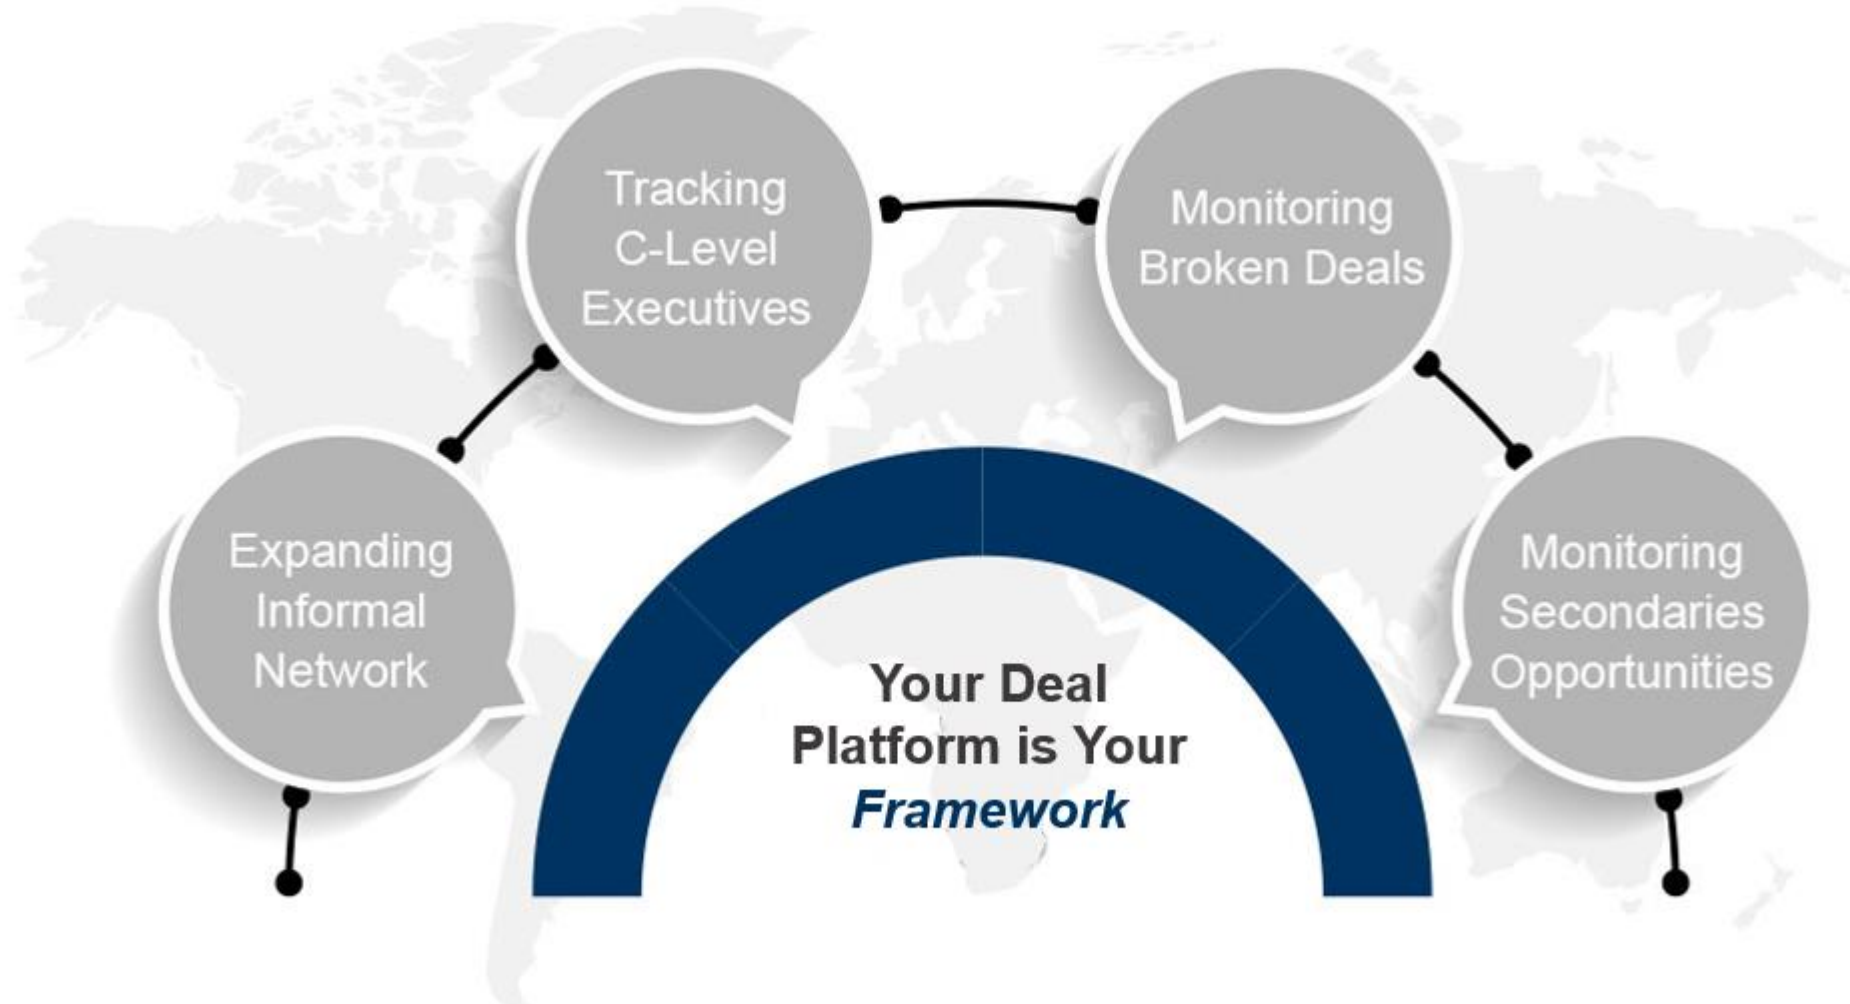 Tracking
C-Level
Executives
Monitoring
Broken Deals
Expanding
Informal
Network
Monitoring
Secondaries
Opportunities
Your Deal
Platform is Your
Framework